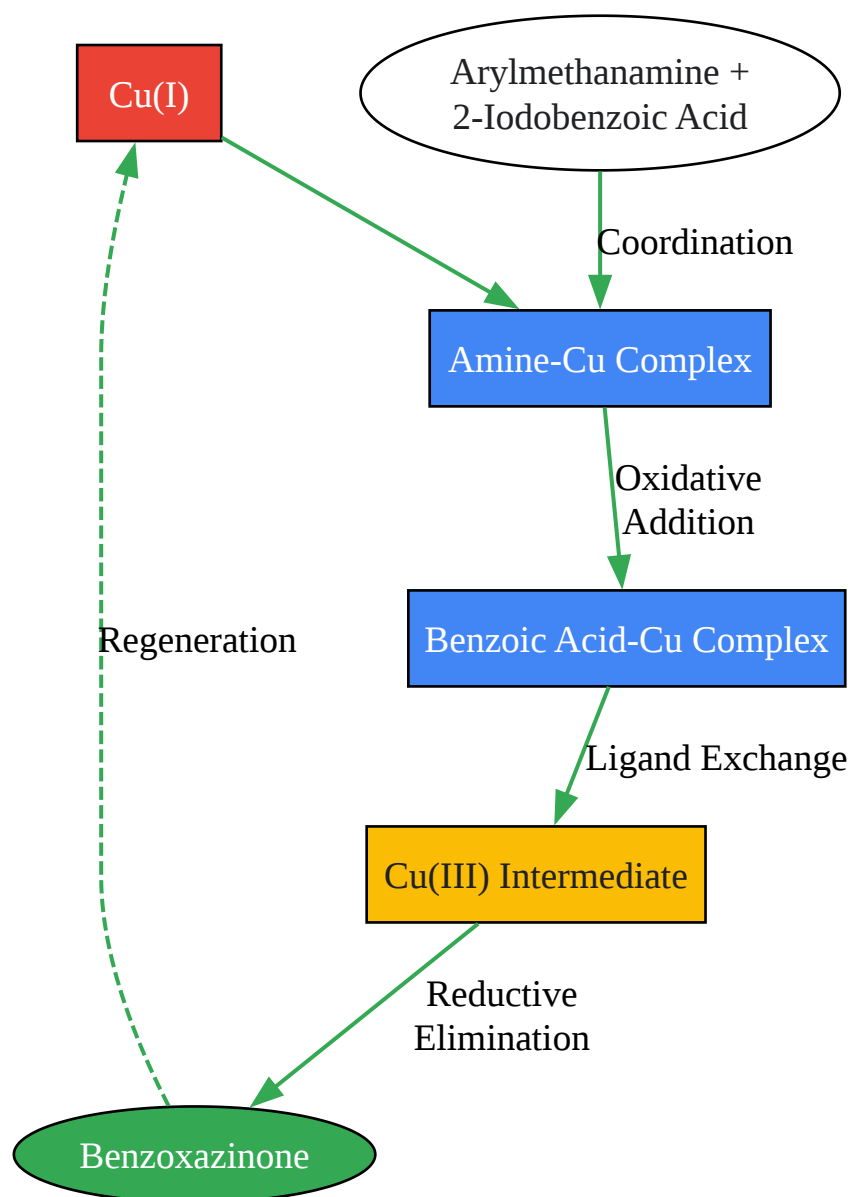 Cu(I)
Arylmethanamine +
2-Iodobenzoic Acid
Coordination
Amine-Cu Complex
Oxidative
Addition
Benzoic Acid-Cu Complex
Regeneration
Ligand Exchange
Cu(III) Intermediate
Reductive
Elimination
Benzoxazinone